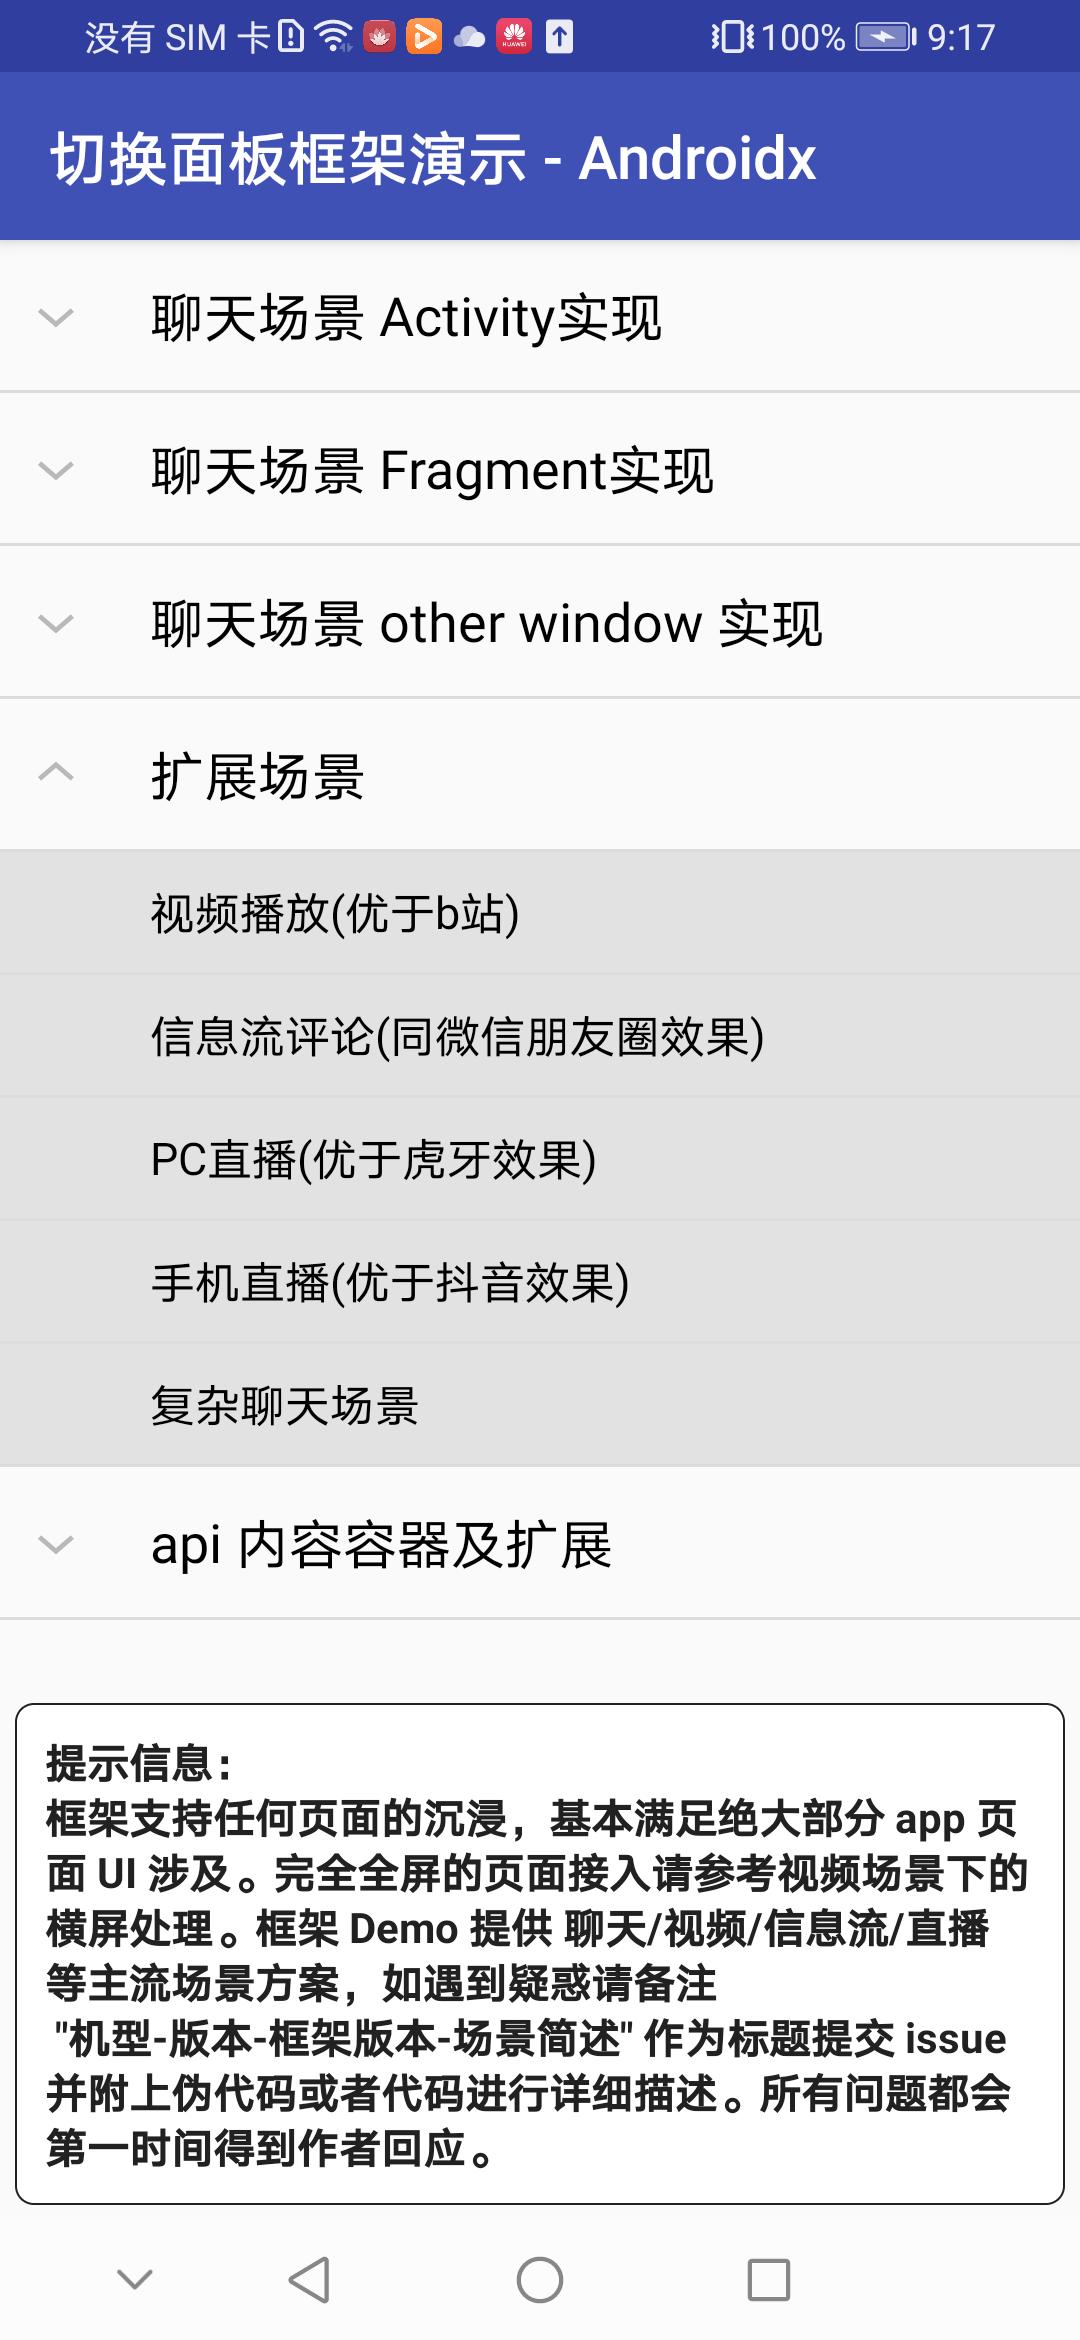 没有 SIM 卡 100% 9:17
HUAWEI
切换面板框架演示 - Androidx
聊天场景 Activity实现
聊天场景 Fragment实现
聊天场景 other window 实现
扩展场景
视频播放(优于b站)
信息流评论(同微信朋友圈效果)
PC直播(优于虎牙效果)
手机直播(优于抖音效果)
复杂聊天场景
api 内容容器及扩展
提示信息：
框架支持任何页面的沉浸，基本满足绝大部分 app 页
面 UI 涉及。完全全屏的页面接入请参考视频场景下的
横屏处理。框架 Demo 提供 聊天/视频/信息流/直播
等主流场景方案，如遇到疑惑请备注
"机型-版本-框架版本-场景简述" 作为标题提交 issue
并附上伪代码或者代码进行详细描述。所有问题都会
第一时间得到作者回应。